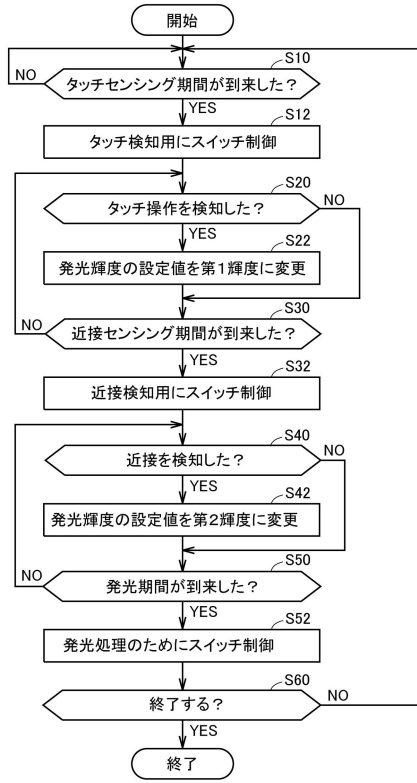 開始
S10
タッチセンシング期間が到来した？
NO
YES
S12
タッチ検知用にスイッチ制御
S20
タッチ操作を検知した？
NO
YES
S22
発光輝度の設定値を第1輝度に変更
S30
近接センシング期間が到来した？
NO
YES
S32
近接検知用にスイッチ制御
S40
近接を検知した？
NO
YES
S42
発光輝度の設定値を第2輝度に変更
S50
発光期間が到来した？
NO
YES
S52
発光処理のためにスイッチ制御
S60
終了する？
NO
YES
終了